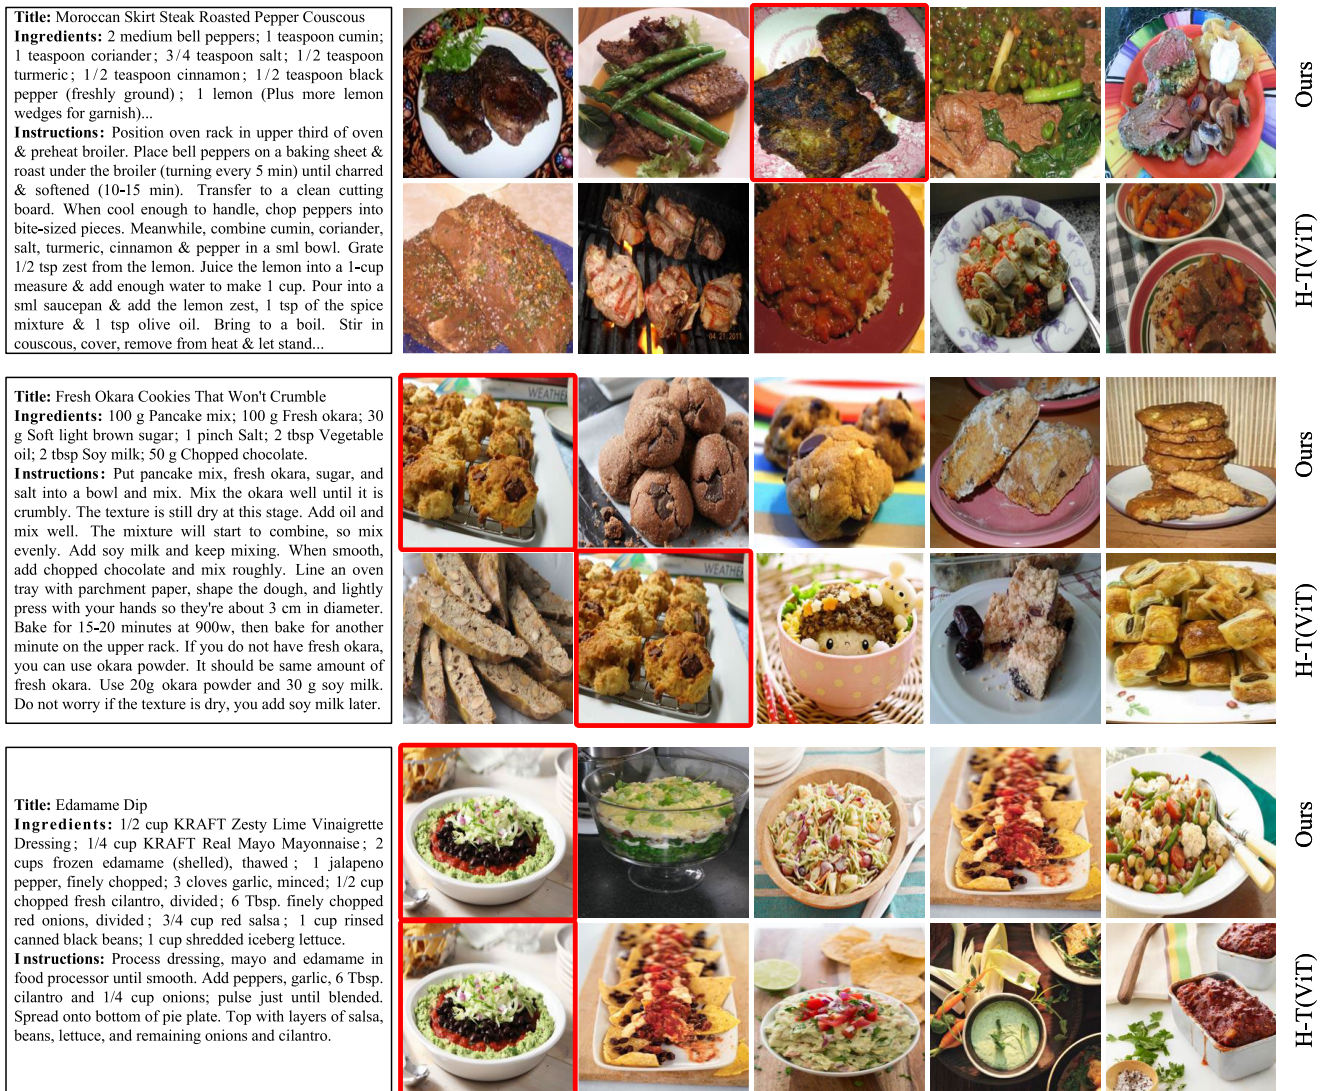 Title: Moroccan Skirt Steak Roasted Pepper Couscous
Ingredients: 2 medium bell peppers; 1 teaspoon cumin;
1 teaspoon coriander; 3/4 teaspoon salt; 1/2 teaspoon
turmeric; 1/2 teaspoon cinnamon; 1/2 teaspoon black
pepper (freshly ground); 1 lemon (Plus more lemon
wedges for garnish)...
Instructions: Position oven rack in upper third of oven
& preheat broiler. Place bell peppers on a baking sheet &
roast under the broiler (turning every 5 min) until charred
& softened (10-15 min). Transfer to a clean cutting
board. When cool enough to handle, chop peppers into
bite-sized pieces. Meanwhile, combine cumin, coriander,
salt, turmeric, cinnamon & pepper in a sml bowl. Grate
1/2 tsp zest from the lemon. Juice the lemon into a 1-cup
measure & add enough water to make 1 cup. Pour into a
sml saucepan & add the lemon zest, 1 tsp of the spice
mixture & 1 tsp olive oil. Bring to a boil. Stir in
couscous, cover, remove from heat & let stand...
Ours
04 21 2011
H-T(ViT)
Title: Fresh Okara Cookies That Won't Crumble
Ingredients: 100 g Pancake mix; 100 g Fresh okara; 30
g Soft light brown sugar; 1 pinch Salt; 2 tbsp Vegetable
oil; 2 tbsp Soy milk; 50 g Chopped chocolate.
Instructions: Put pancake mix, fresh okara, sugar, and
salt into a bowl and mix. Mix the okara well until it is
crumbly. The texture is still dry at this stage. Add oil and
mix well. The mixture will start to combine, so mix
evenly. Add soy milk and keep mixing. When smooth,
add chopped chocolate and mix roughly. Line an oven
tray with parchment paper, shape the dough, and lightly
press with your hands so they're about 3 cm in diameter.
Bake for 15-20 minutes at 900w, then bake for another
minute on the upper rack. If you do not have fresh okara,
you can use okara powder. It should be same amount of
fresh okara. Use 20g okara powder and 30 g soy milk.
Do not worry if the texture is dry, you add soy milk later.
WEATHE
Ours
WEATHE
H-T(ViT)
Title: Edamame Dip
Ingredients: 1/2 cup KRAFT Zesty Lime Vinaigrette
Dressing; 1/4 cup KRAFT Real Mayo Mayonnaise; 2
cups frozen edamame (shelled), thawed ; 1 jalapeno
pepper, finely chopped; 3 cloves garlic, minced; 1/2 cup
chopped fresh cilantro, divided; 6 Tbsp. finely chopped
red onions, divided; 3/4 cup red salsa; 1 cup rinsed
canned black beans; 1 cup shredded iceberg lettuce.
Instructions: Process dressing, mayo and edamame in
food processor until smooth. Add peppers, garlic, 6 Tbsp.
cilantro and 1/4 cup onions; pulse just until blended.
Spread onto bottom of pie plate. Top with layers of salsa,
beans, lettuce, and remaining onions and cilantro.
Ours
H-T(ViT)